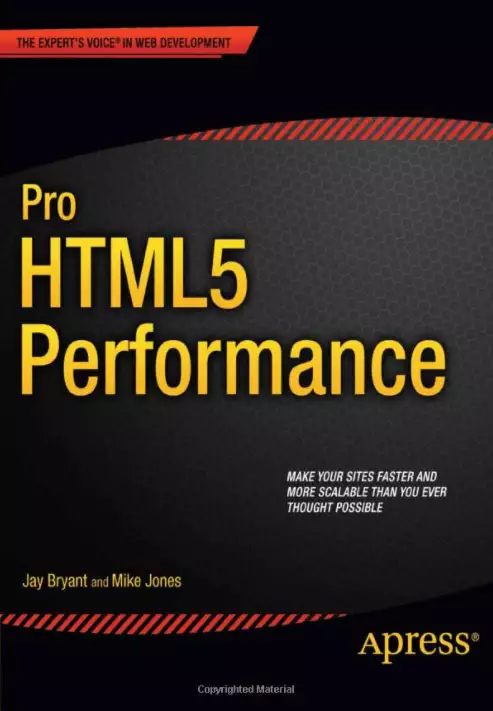 THE EXPERT'S VOICE® IN WEB DEVELOPMENT
Pro
HTML5
Performance
MAKE YOUR SITES FASTER AND
MORE SCALABLE THAN YOU EVER
THOUGHT POSSIBLE
Jay Bryant and Mike Jones
Apress®
Copyrighted Material